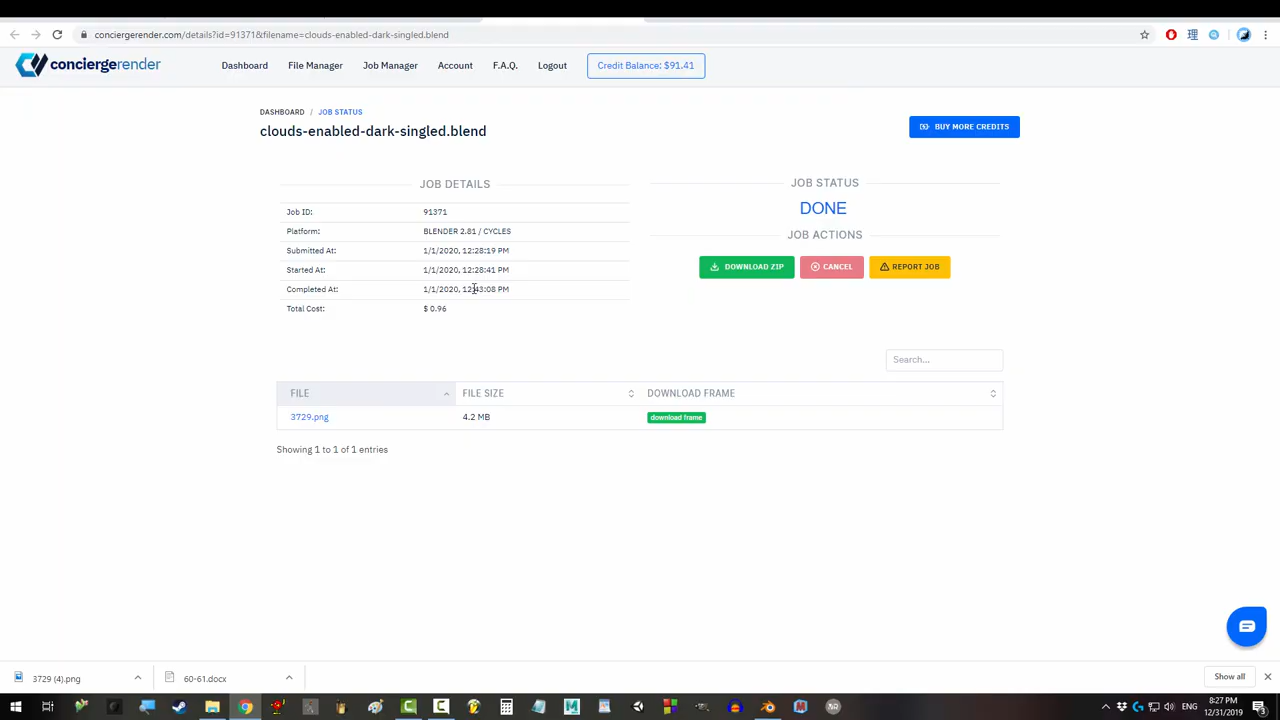 conciergerender.com/details?id=91371&filename=clouds-enabled-dark-singled.blend
conciergerender
Dashboard
File Manager
Job Manager
Account
F.A.Q.
Logout
Credit Balance: $91.41
DASHBOARD / JOB STATUS
clouds-enabled-dark-singled.blend
BUY MORE CREDITS
JOB DETAILS
Job ID: 91371
Platform: BLENDER 2.81 / CYCLES
Submitted At: 1/1/2020, 12:28:19 PM
Started At: 1/1/2020, 12:28:41 PM
Completed At: 1/1/2020, 12:43:08 PM
Total Cost: $ 0.96
JOB STATUS
DONE
JOB ACTIONS
DOWNLOAD ZIP
CANCEL
REPORT JOB
Search...
FILE FILE SIZE DOWNLOAD FRAME
3729.png 4.2 MB download frame
Showing 1 to 1 of 1 entries
3729 (4).png
60-61.docx
Show all
ENG
8:27 PM
12/31/2019